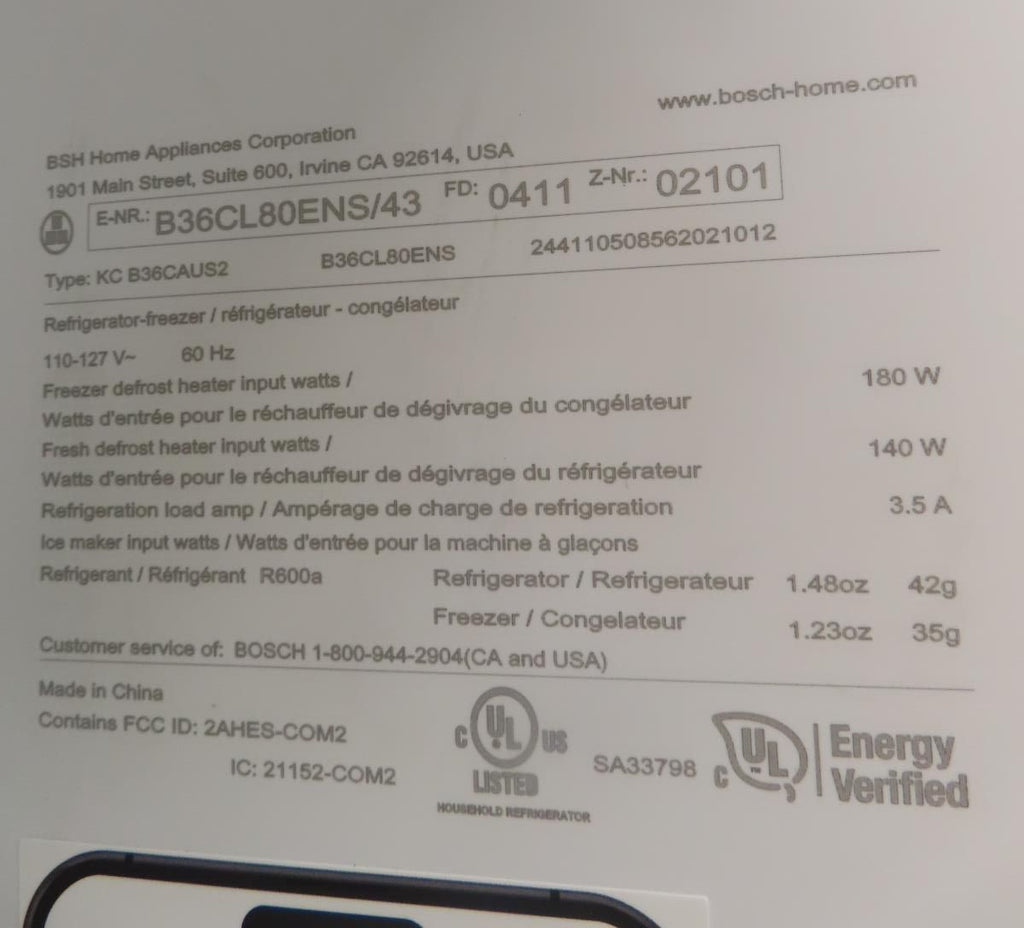 www.bosch-home.com
BSH Home Appliances Corporation
1901 Main Street, Suite 600, Irvine CA 92614, USA
E-NR.: B36CL80ENS/43 FD: 0411 Z-Nr.: 02101
Type: KC B36CAUS2 B36CL80ENS 244110508562021012
Refrigerator-freezer / réfrigérateur - congélateur
110-127 V~ 60 Hz
Freezer defrost heater input watts / 180 W
Watts d'entrée pour le réchauffeur de dégivrage du congélateur
Fresh defrost heater input watts / 140 W
Watts d'entrée pour le réchauffeur de dégivrage du réfrigérateur
Refrigeration load amp / Ampérage de charge de refrigeration 3.5 A
Ice maker input watts / Watts d'entrée pour la machine à glaçons
Refrigerant / Réfrigérant R600a Refrigerator / Refrigerateur 1.48oz 42g
Freezer / Congelateur 1.23oz 35g
Customer service of: BOSCH 1-800-944-2904(CA and USA)
Made in China
Contains FCC ID: 2AHES-COM2
IC: 21152-COM2
C UL US
LISTED
HOUSEHOLD REFRIGERATOR
SA33798
C UL Energy
Verified